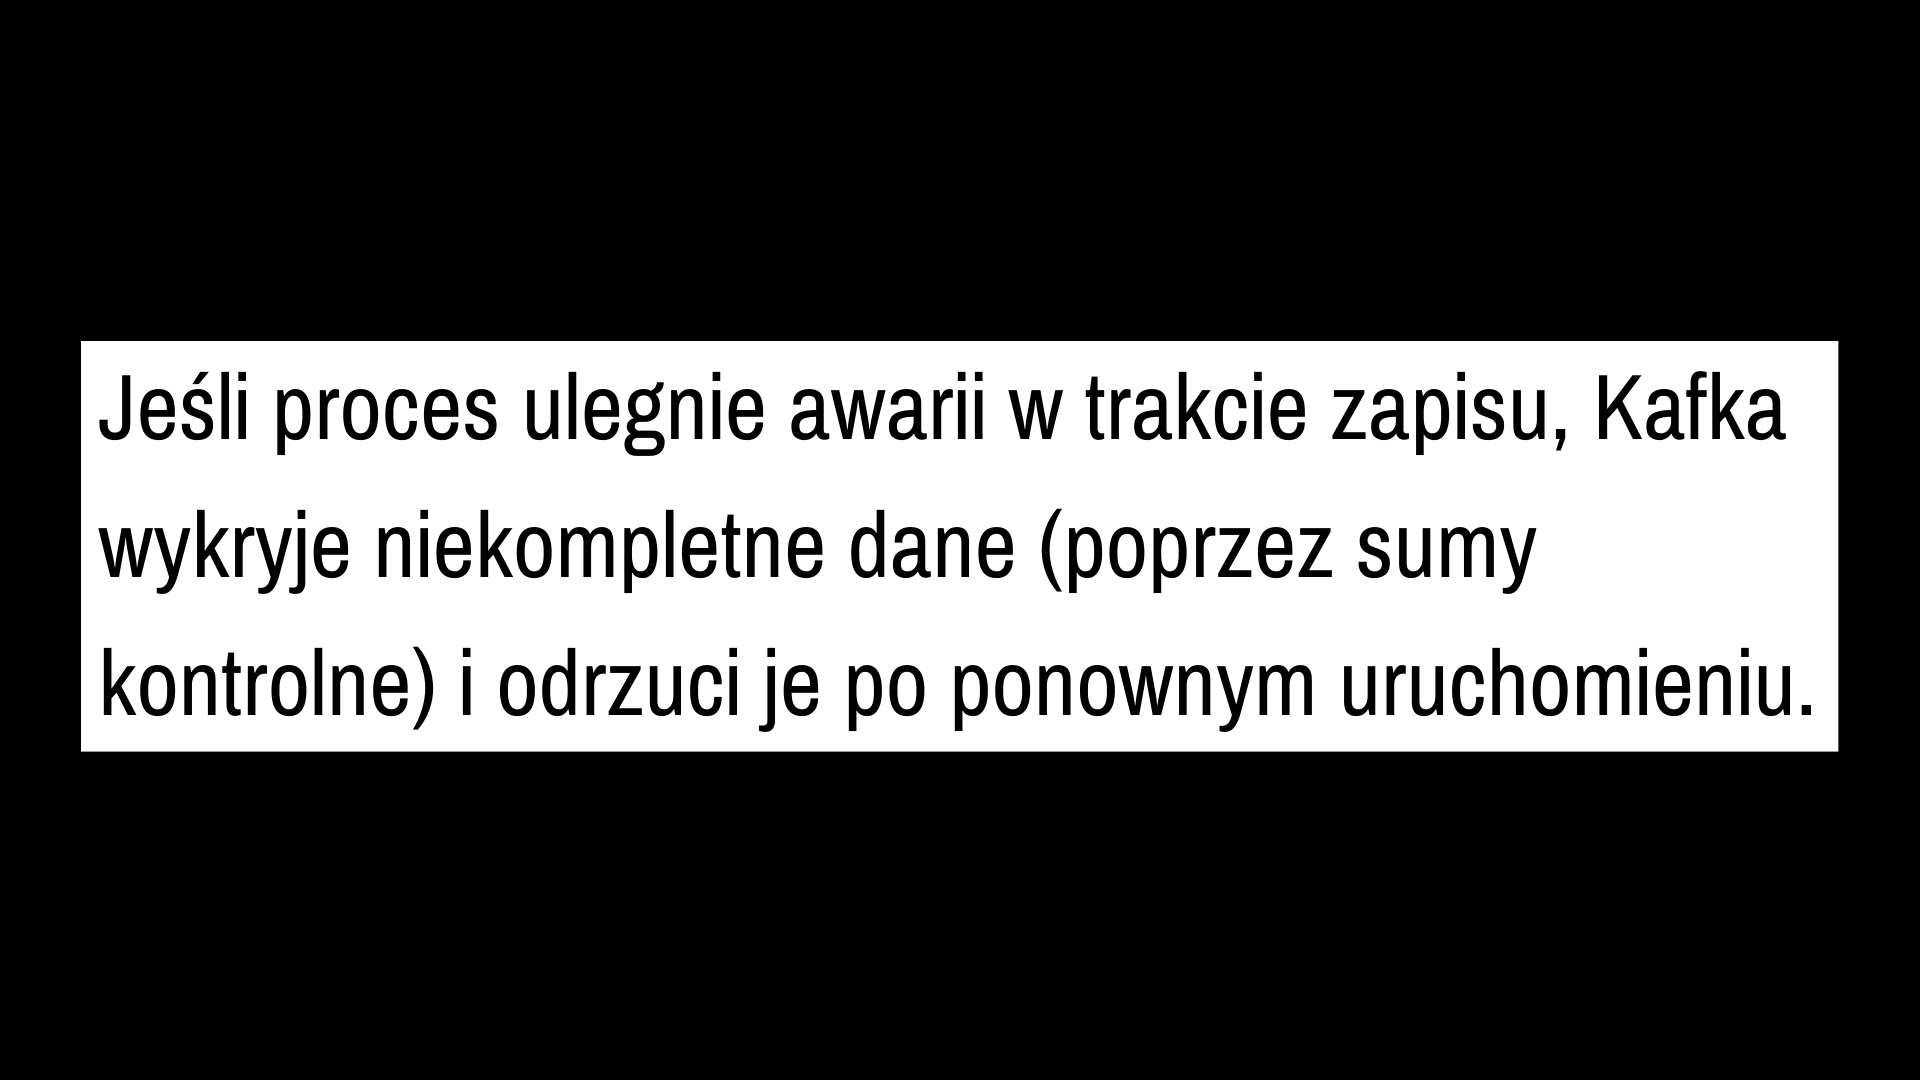 Jeśli proces ulegnie awarii w trakcie zapisu, Kafka
wykryje niekompletne dane (poprzez sumy
kontrolne) i odrzuci je po ponownym uruchomieniu.